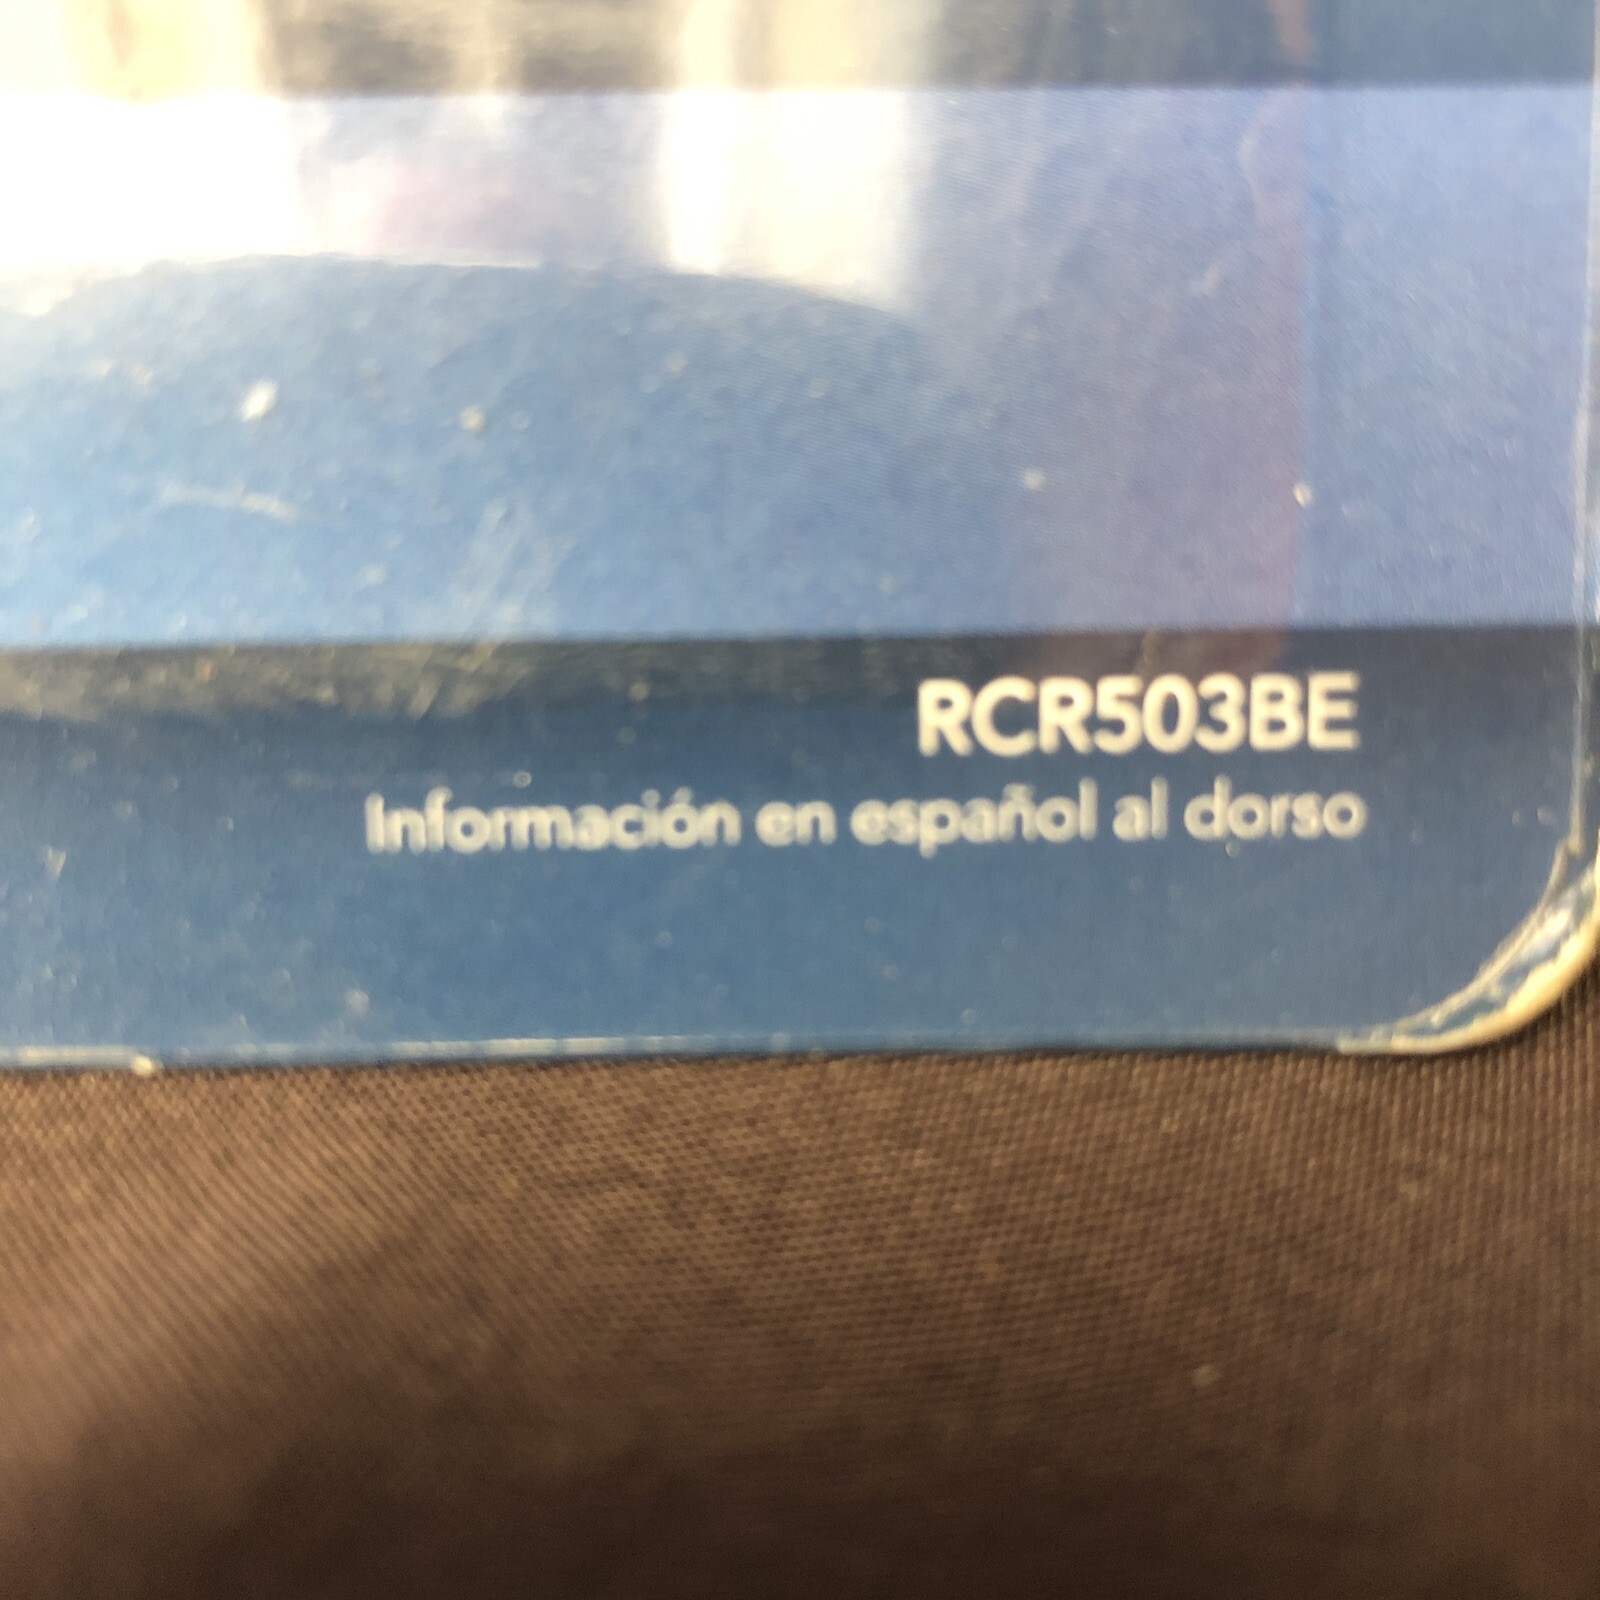 RCR503BE
Información en español al dorso